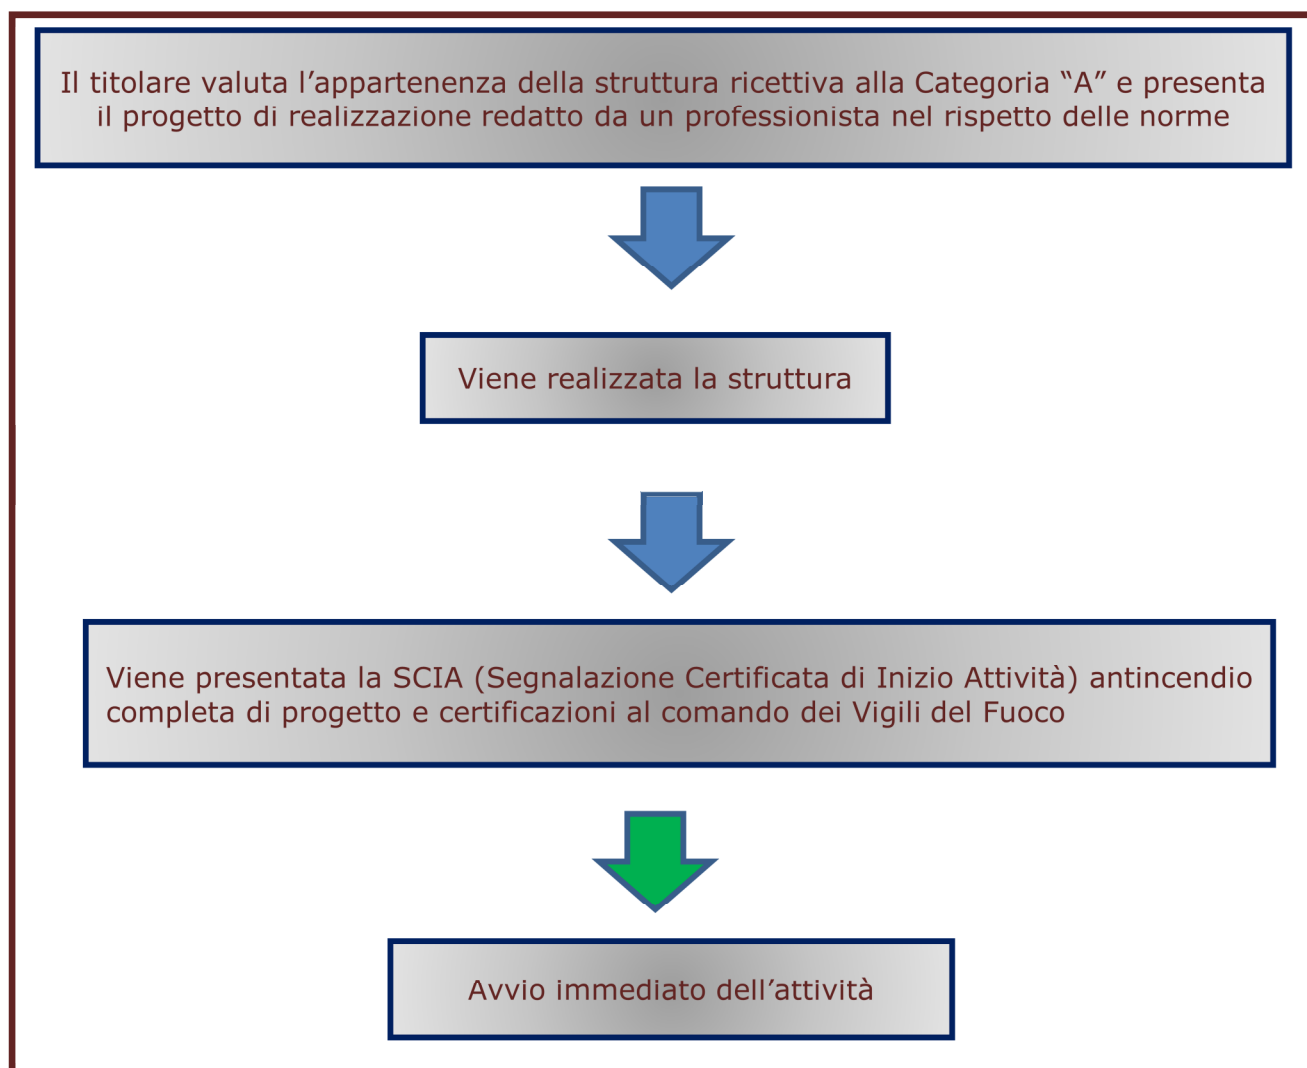 Il titolare valuta l’appartenenza della struttura ricettiva alla Categoria “A” e presenta
il progetto di realizzazione redatto da un professionista nel rispetto delle norme
Viene realizzata la struttura
Viene presentata la SCIA (Segnalazione Certificata di Inizio Attività) antincendio
completa di progetto e certificazioni al comando dei Vigili del Fuoco
Avvio immediato dell’attività